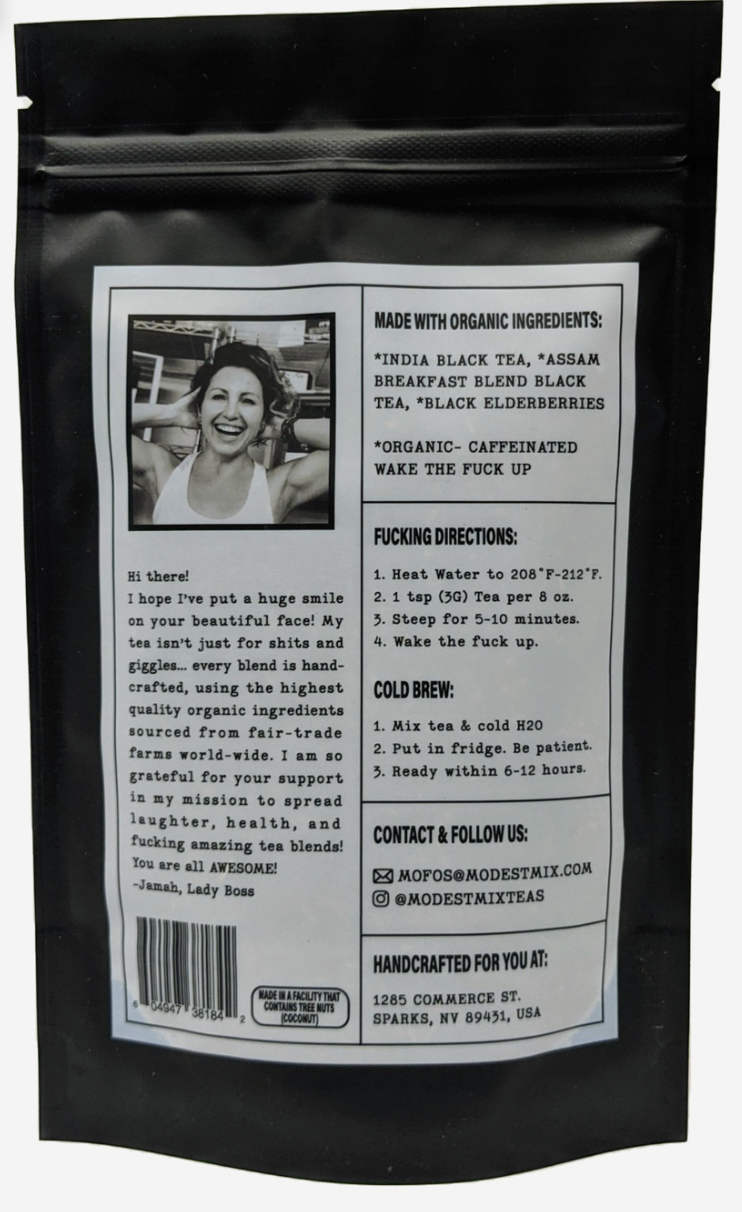 Hi there!
I hope I've put a huge smile
on your beautiful face! My
tea isn't just for shits and
giggles... every blend is hand-
crafted, using the highest
quality organic ingredients
sourced from fair-trade
farms world-wide. I am so
grateful for your support
in my mission to spread
laughter, health, and
fucking amazing tea blends!
You are all AWESOME!
-Jamah, Lady Boss
6 04947 38184 2
MADE IN A FACILITY THAT
CONTAINS TREE NUTS
(COCONUT)
MADE WITH ORGANIC INGREDIENTS:
*INDIA BLACK TEA, *ASSAM
BREAKFAST BLEND BLACK
TEA, *BLACK ELDERBERRIES
*ORGANIC- CAFFEINATED
WAKE THE FUCK UP
FUCKING DIRECTIONS:
1. Heat Water to 208°F-212°F.
2. 1 tsp (3G) Tea per 8 oz.
3. Steep for 5-10 minutes.
4. Wake the fuck up.
COLD BREW:
1. Mix tea & cold H20
2. Put in fridge. Be patient.
3. Ready within 6-12 hours.
CONTACT & FOLLOW US:
MOFOS@MODESTMIX.COM
@MODESTMIXTEAS
HANDCRAFTED FOR YOU AT:
1285 COMMERCE ST.
SPARKS, NV 89431, USA